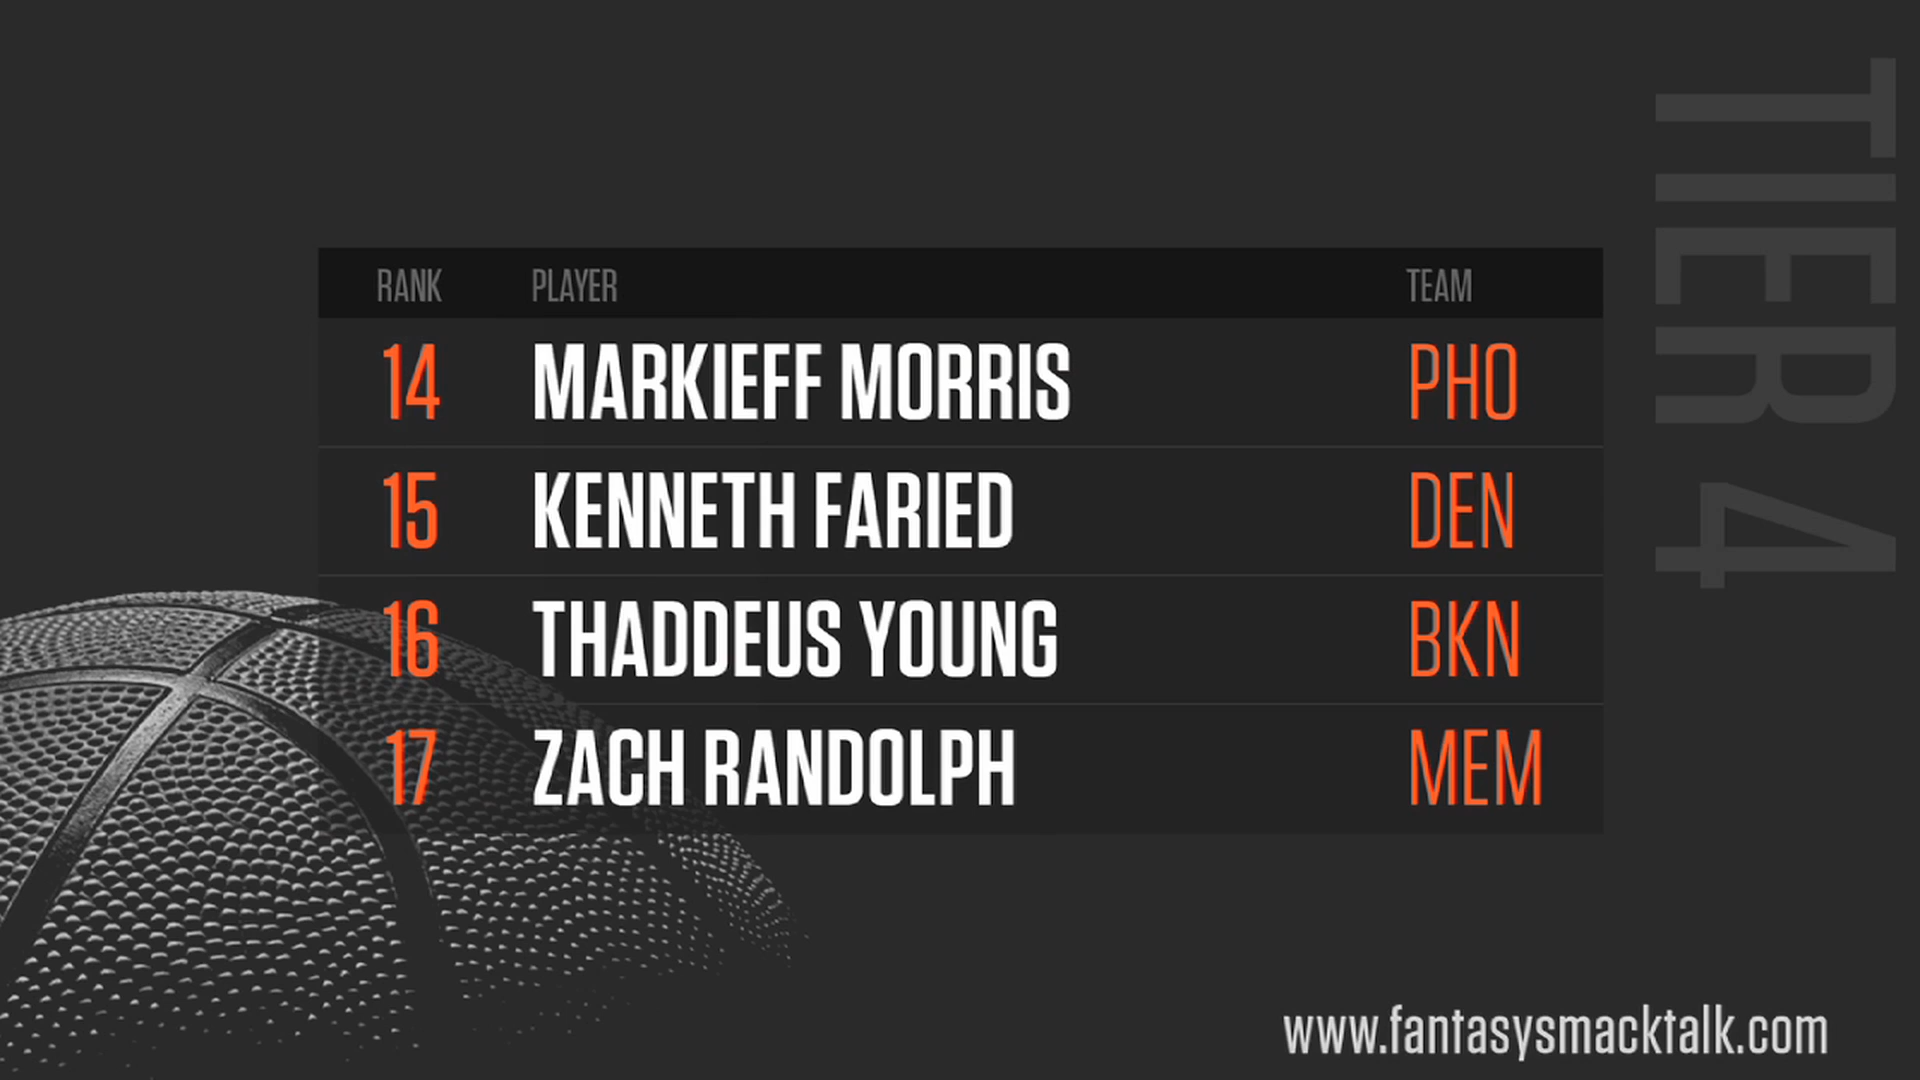 RANK PLAYER TEAM
14 MARKIEFF MORRIS PHO
15 KENNETH FARIED DEN
16 THADDEUS YOUNG BKN
17 ZACH RANDOLPH MEM
TIER 4
www.fantasysmacktalk.com